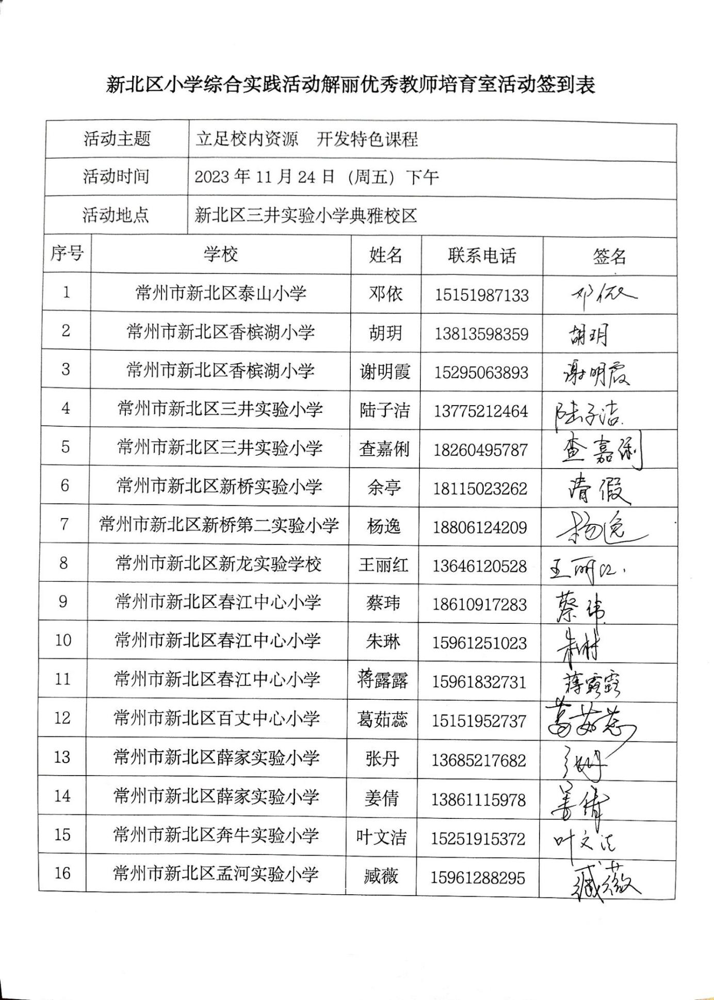 新北区小学综合实践活动解丽优秀教师培育室活动签到表
活动主题 立足校内资源 开发特色课程
活动时间 2023 年 11 月 24 日（周五）下午
活动地点 新北区三井实验小学典雅校区
序号 学校 姓名 联系电话 签名
1 常州市新北区泰山小学 邓依 15151987133 邓依
2 常州市新北区香槟湖小学 胡玥 13813598359 胡玥
3 常州市新北区香槟湖小学 谢明霞 15295063893 谢明霞
4 常州市新北区三井实验小学 陆子洁 13775212464 陆子洁
5 常州市新北区三井实验小学 查嘉俐 18260495787 查嘉俐
6 常州市新北区新桥实验小学 余亭 18115023262 请假
7 常州市新北区新桥第二实验小学 杨逸 18806124209 杨逸
8 常州市新北区新龙实验学校 王丽红 13646120528 王丽红
9 常州市新北区春江中心小学 蔡玮 18610917283 蔡玮
10 常州市新北区春江中心小学 朱琳 15961251023 朱琳
11 常州市新北区春江中心小学 蒋露露 15961832731 蒋露露
12 常州市新北区百丈中心小学 葛茹蕊 15151952737 葛茹蕊
13 常州市新北区薛家实验小学 张丹 13685217682 张丹
14 常州市新北区薛家实验小学 姜倩 13861115978 姜倩
15 常州市新北区奔牛实验小学 叶文洁 15251915372 叶文洁
16 常州市新北区孟河实验小学 臧薇 15961288295 臧薇